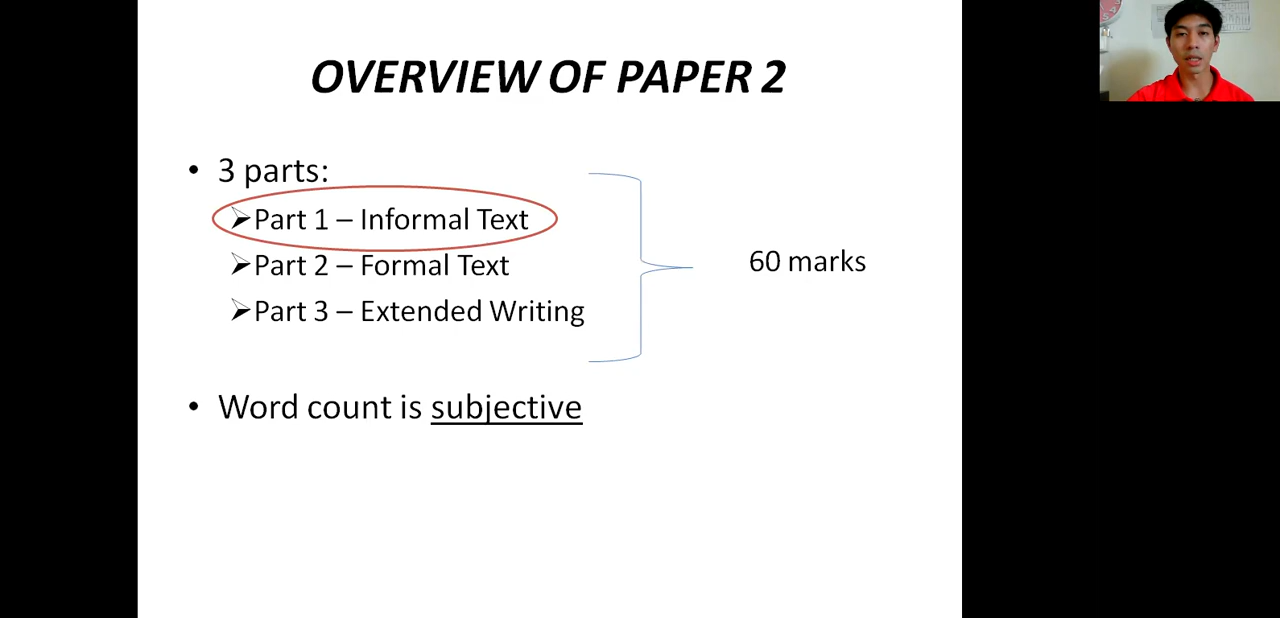 OVERVIEW OF PAPER 2
• 3 parts:
➢Part 1 – Informal Text
➢Part 2 – Formal Text
➢Part 3 – Extended Writing
60 marks
• Word count is subjective